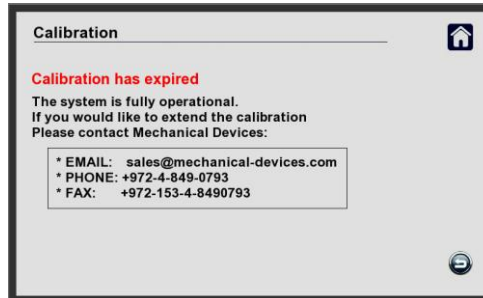 Calibration
Calibration has expired
The system is fully operational.
If you would like to extend the calibration
Please contact Mechanical Devices:
* EMAIL: sales@mechanical-devices.com
* PHONE: +972-4-849-0793
* FAX: +972-153-4-8490793